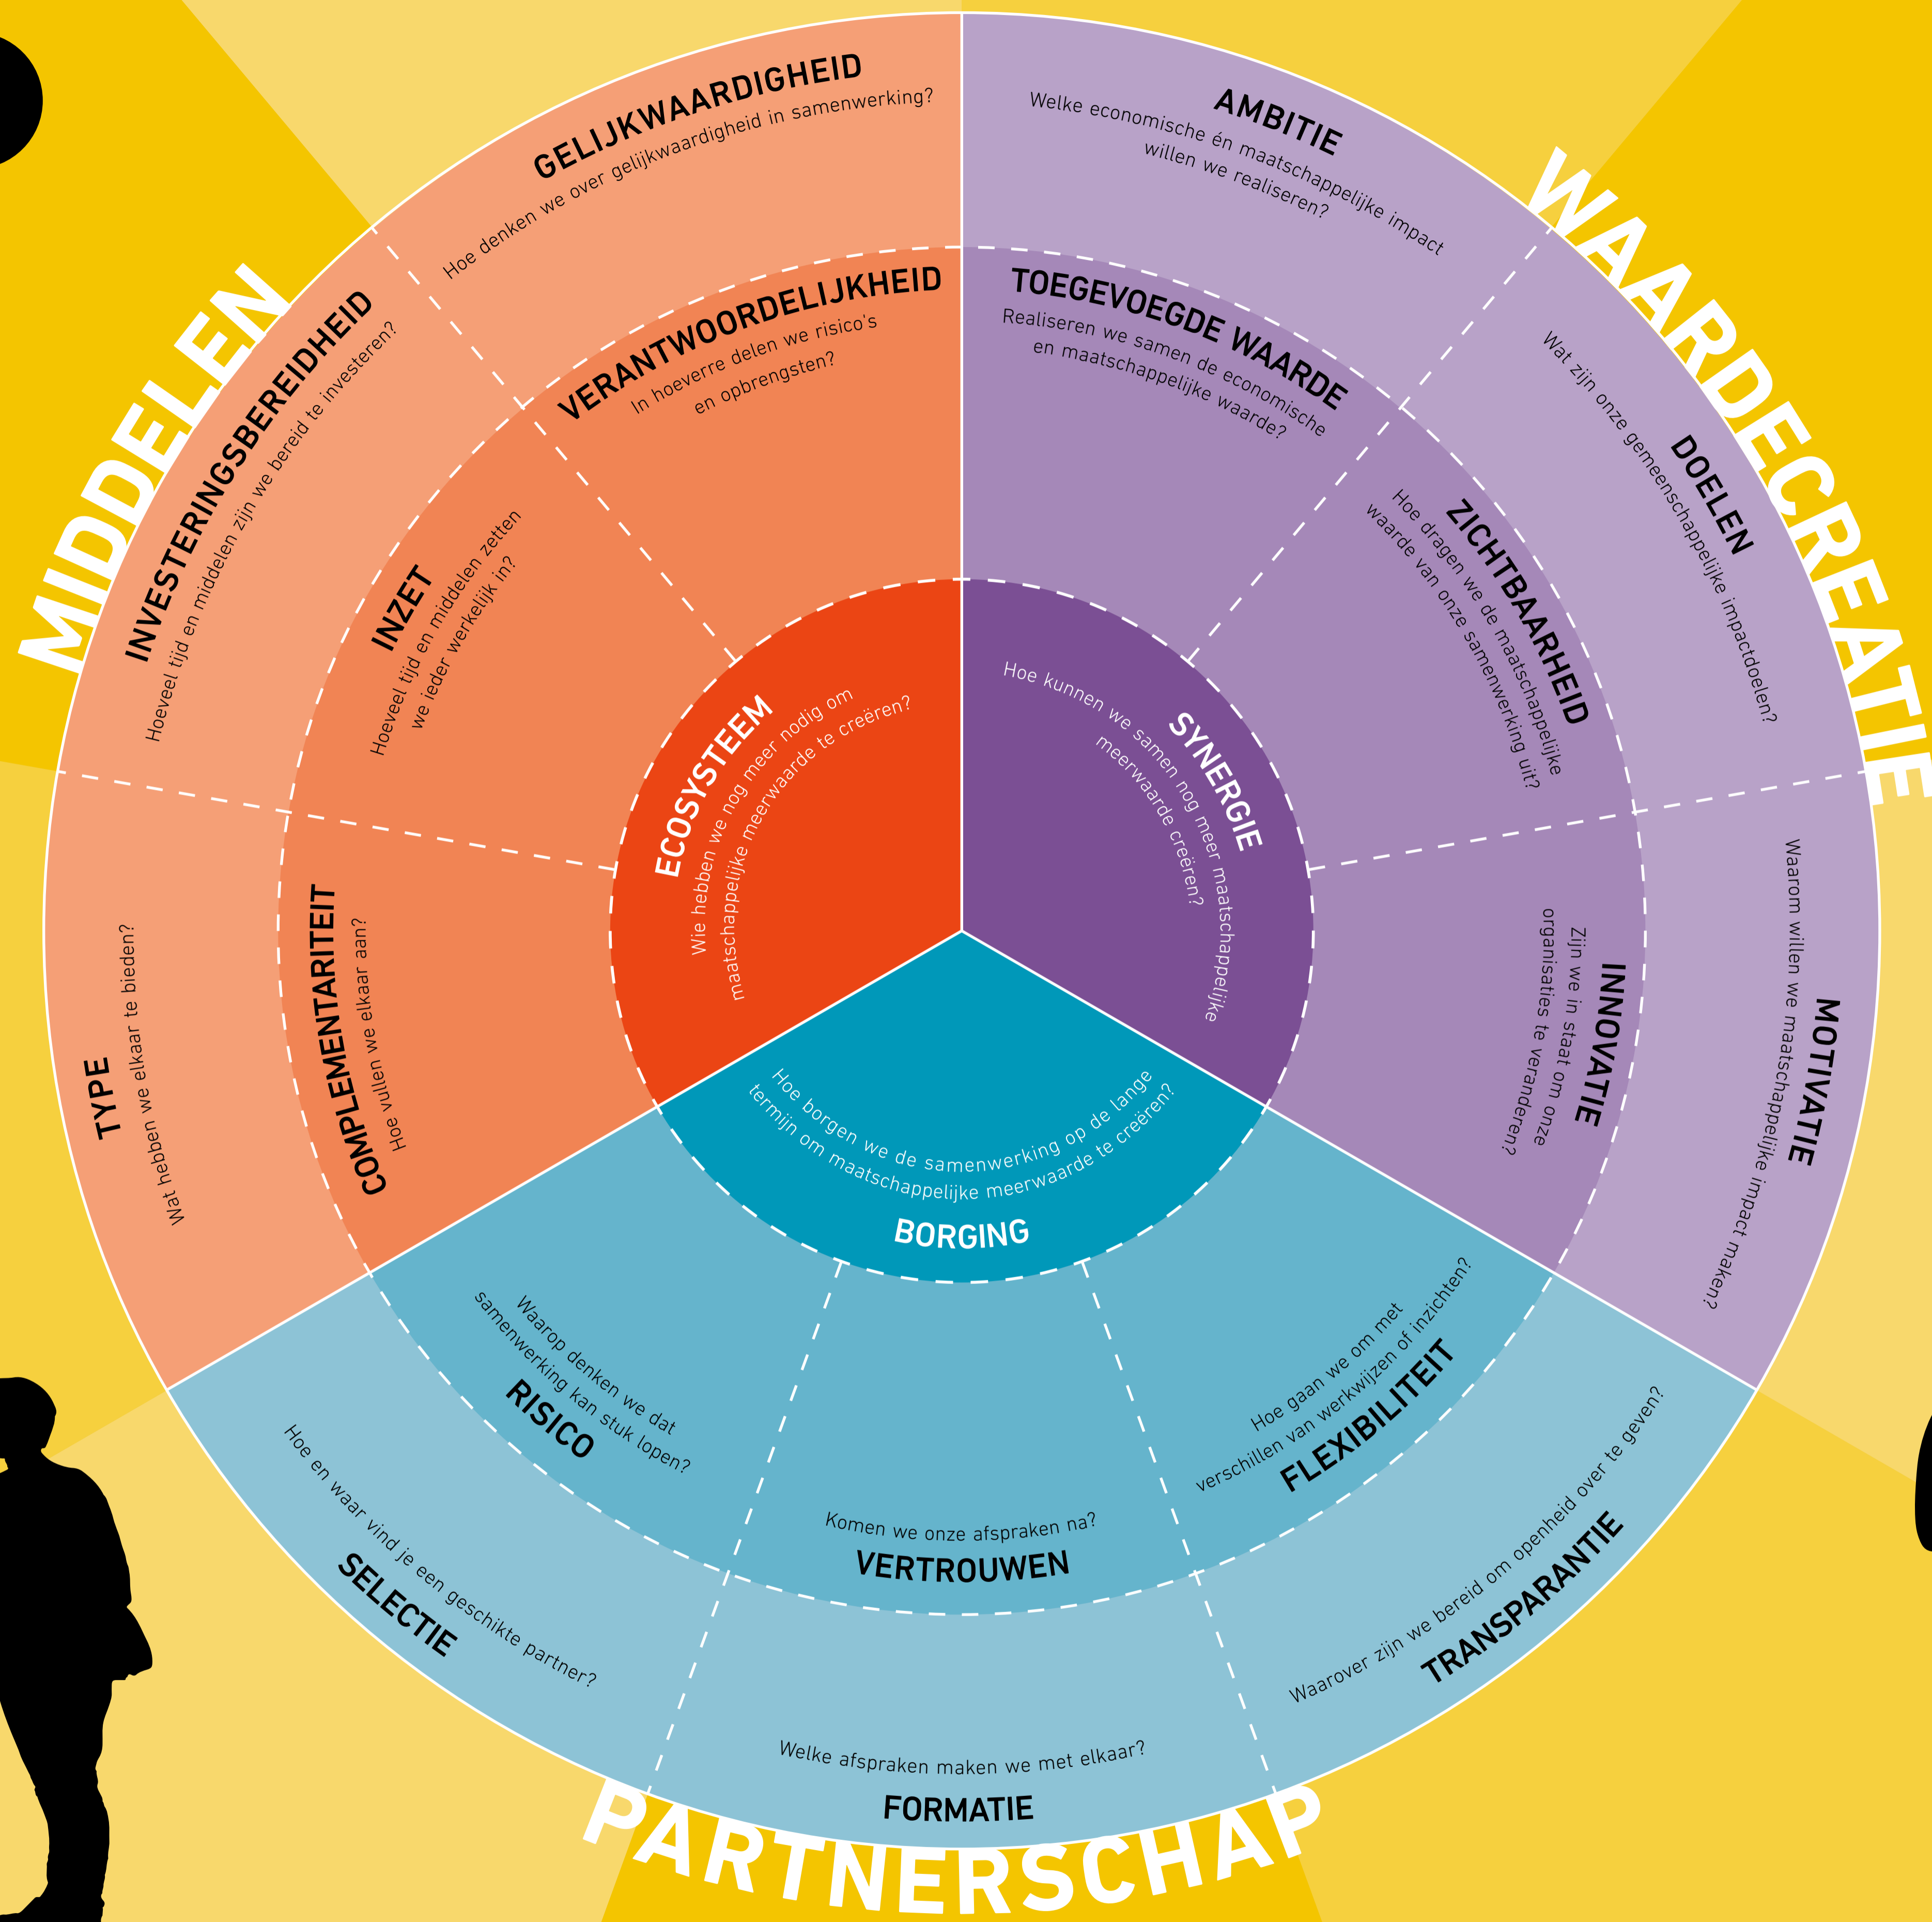 MIDDELEN
GELIJKWAARDIGHEID
Hoe denken we over gelijkwaardigheid in samenwerking?
INVESTERINGSBEREIDHEID
Hoeveel tijd en middelen zijn we bereid te investeren?
TYPE
Wat hebben we elkaar te bieden?
VERANTWOORDELIJKHEID
In hoeverre delen we risico's
en opbrengsten?
INZET
Hoeveel tijd en middelen zetten
we ieder werkelijk in?
COMPLEMENTARITEIT
Hoe vullen we elkaar aan?
ECOSYSTEEM
Wie hebben we nog meer nodig om
maatschappelijke meerwaarde te creëren?
WAARDECREATIE
AMBITIE
Welke economische én maatschappelijke impact
willen we realiseren?
DOELEN
Wat zijn onze gemeenschappelijke impactdoelen?
MOTIVATIE
Waarom willen we maatschappelijke impact maken?
TOEGEVOEGDE WAARDE
Realiseren we samen de economische
en maatschappelijke waarde?
ZICHTBAARHEID
Hoe dragen we de maatschappelijke
waarde van onze samenwerking uit?
INNOVATIE
Zijn we in staat om onze
organisaties te veranderen?
SYNERGIE
Hoe kunnen we samen nog meer maatschappelijke
meerwaarde creëren?
Hoe borgen we de samenwerking op de lange
termijn om maatschappelijke meerwaarde te creëren?
BORGING
Waarop denken we dat
samenwerking kan stuk lopen?
RISICO
Komen we onze afspraken na?
VERTROUWEN
Hoe gaan we om met
verschillen van werkwijzen of inzichten?
FLEXIBILITEIT
Hoe en waar vind je een geschikte partner?
SELECTIE
Welke afspraken maken we met elkaar?
FORMATIE
Waarover zijn we bereid om openheid over te geven?
TRANSPARANTIE
PARTNERSCHAP